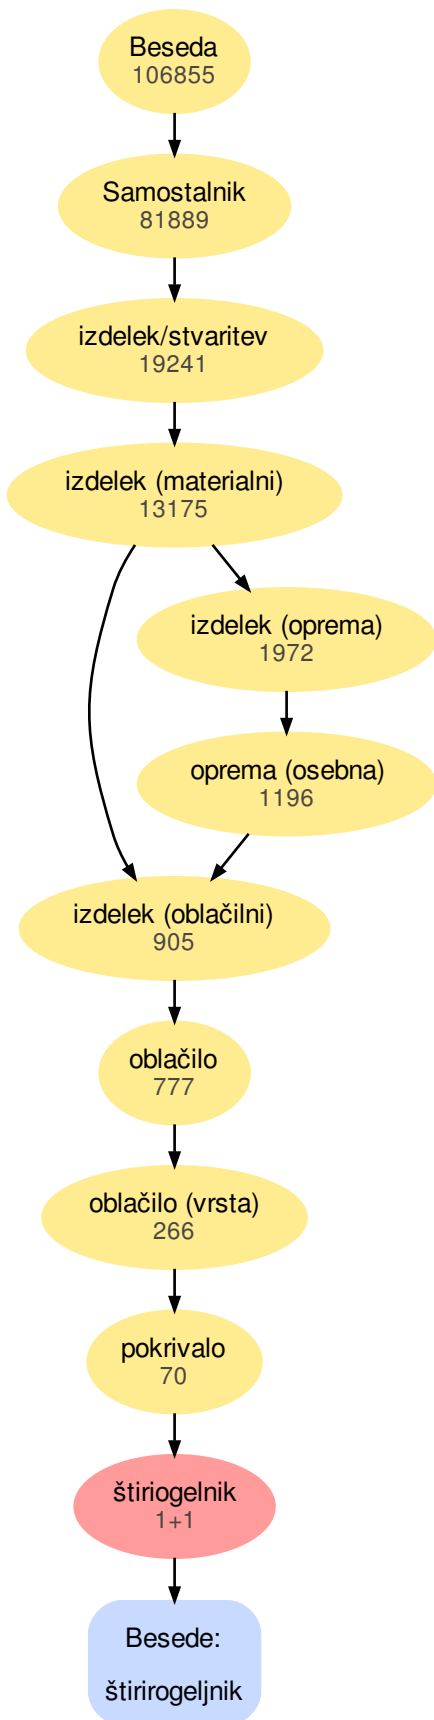 Beseda
106855
Samostalnik
81889
izdelek/stvaritev
19241
izdelek (materialni)
13175
izdelek (oprema)
1972
oprema (osebna)
1196
izdelek (oblačilni)
905
oblačilo
777
oblačilo (vrsta)
266
pokrivalo
70
štiriogelnik
1+1
Besede:
štirirogeljnik